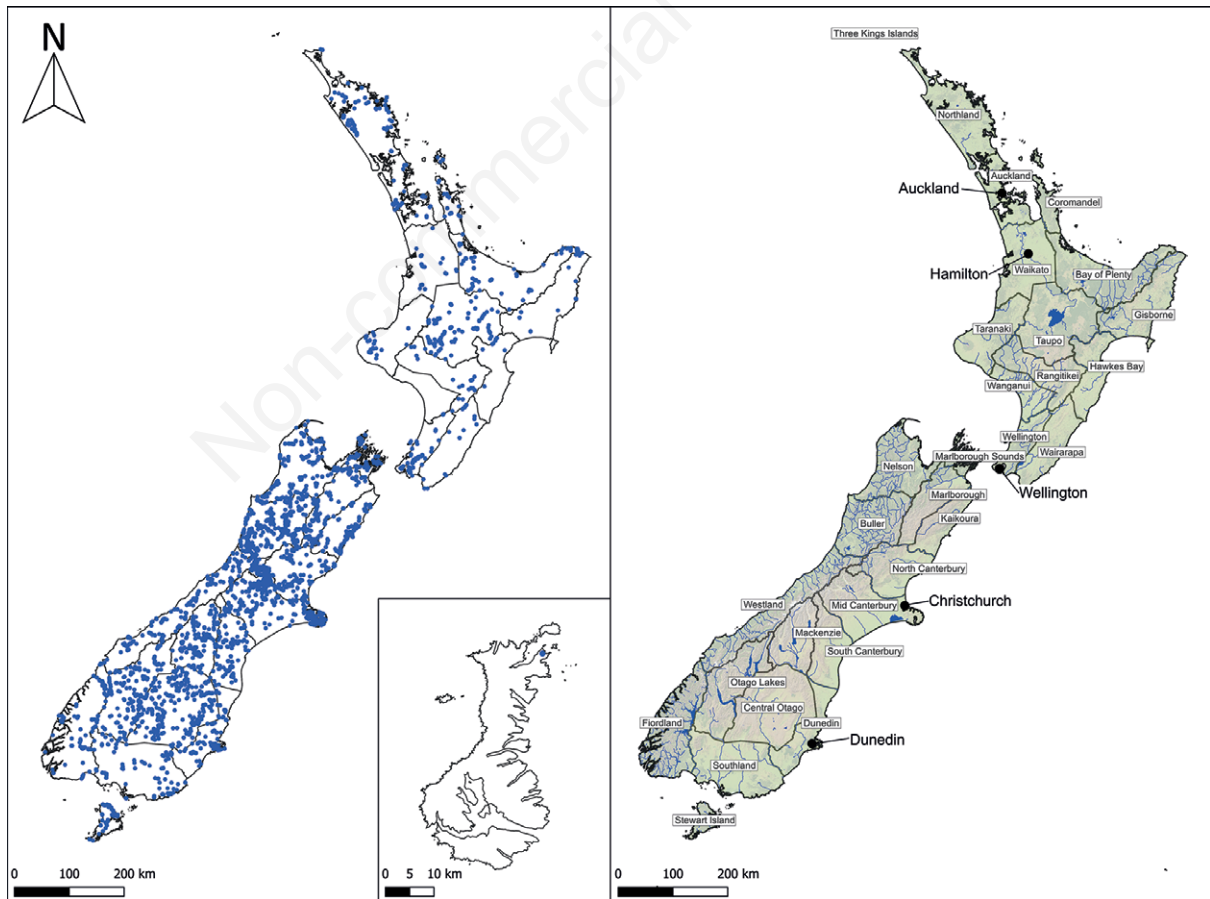 N
Non-commercial
0 100 200 km
0 5 10 km
Three Kings Islands
Northland
Auckland
Auckland
Coromandel
Hamilton
Waikato
Bay of Plenty
Gisborne
Taranaki
Taupo
Hawkes Bay
Rangitikei
Wanganui
Wellington
Marlborough Sounds
Wairarapa
Nelson
Wellington
Marlborough
Kaikoura
Buller
North Canterbury
Westland
Mid Canterbury
Christchurch
Mackenzie
South Canterbury
Otago Lakes
Central Otago
Fiordland
Dunedin
Dunedin
Southland
Stewart Island
0 100 200 km